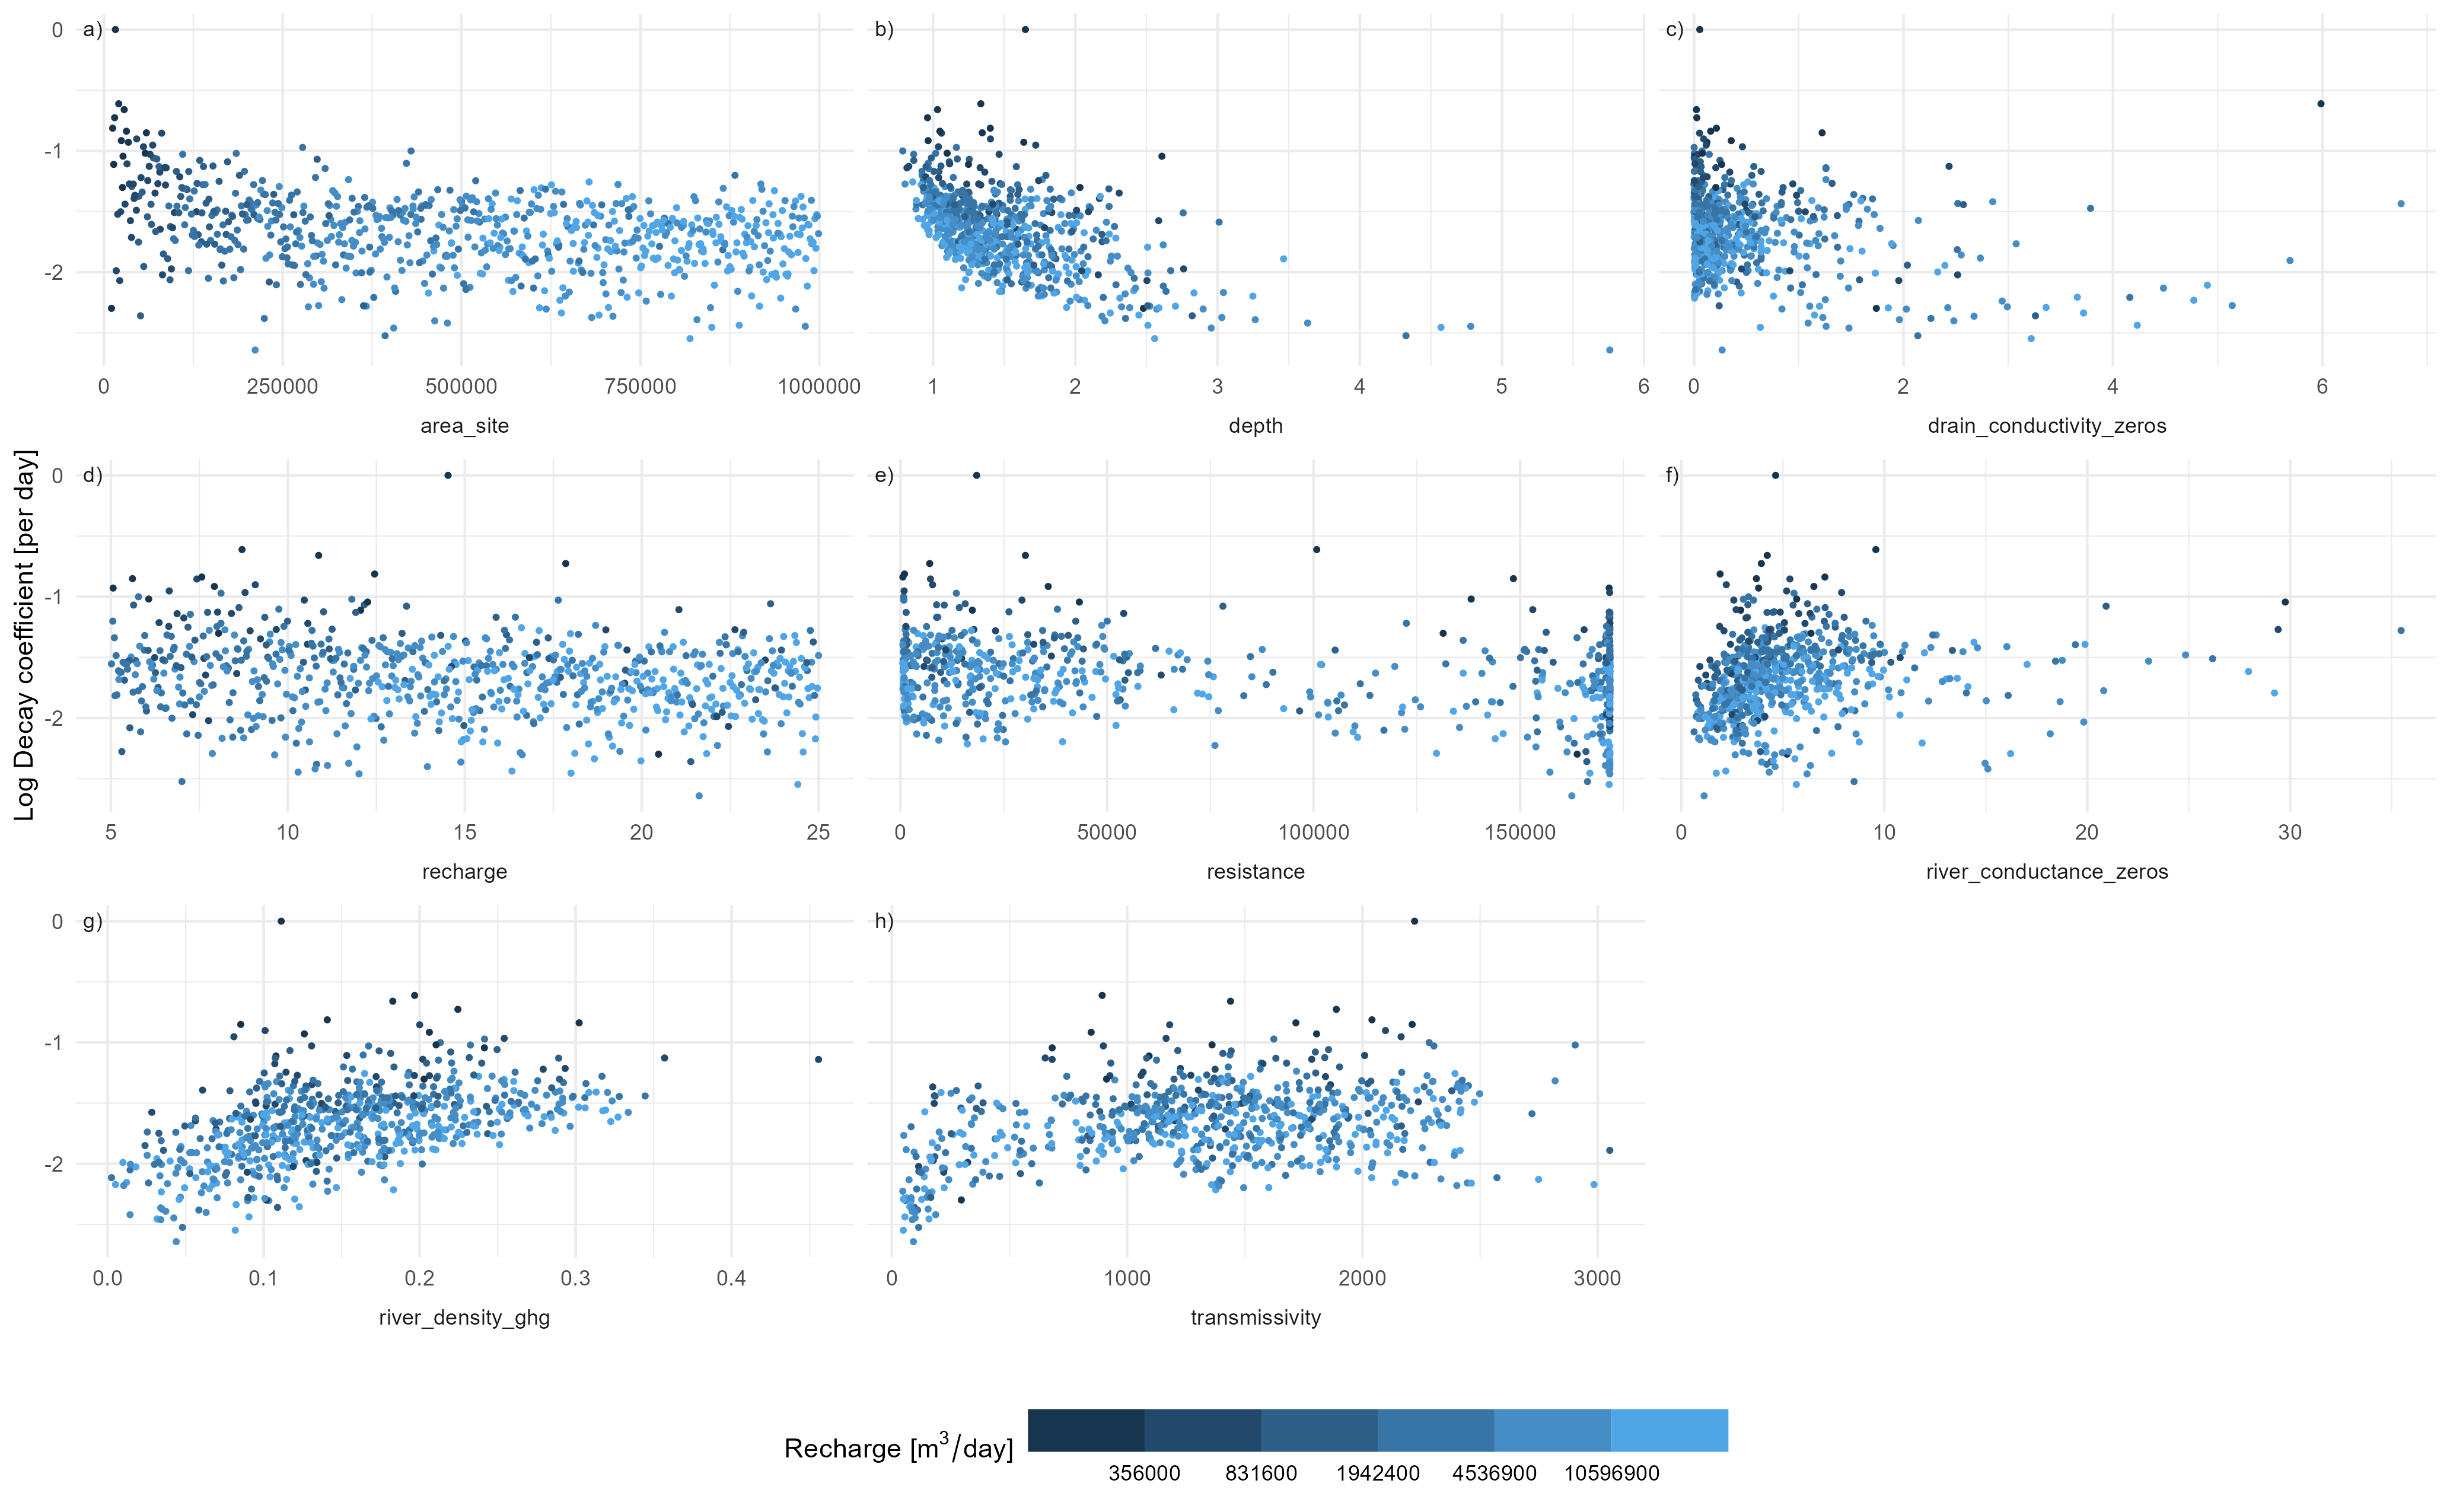 a)
b)
c)
0
-1
-2
0 250000 500000 750000 1000000
1 2 3 4 5 6
0 2 4 6
area_site
depth
drain_conductivity_zeros
Log Decay coefficient [per day]
d)
e)
f)
0
-1
-2
5 10 15 20 25
0 50000 100000 150000
0 10 20 30
recharge
resistance
river_conductance_zeros
g)
h)
0
-1
-2
0.0 0.1 0.2 0.3 0.4
0 1000 2000 3000
river_density_ghg
transmissivity
Recharge [m³/day]
356000 831600 1942400 4536900 10596900